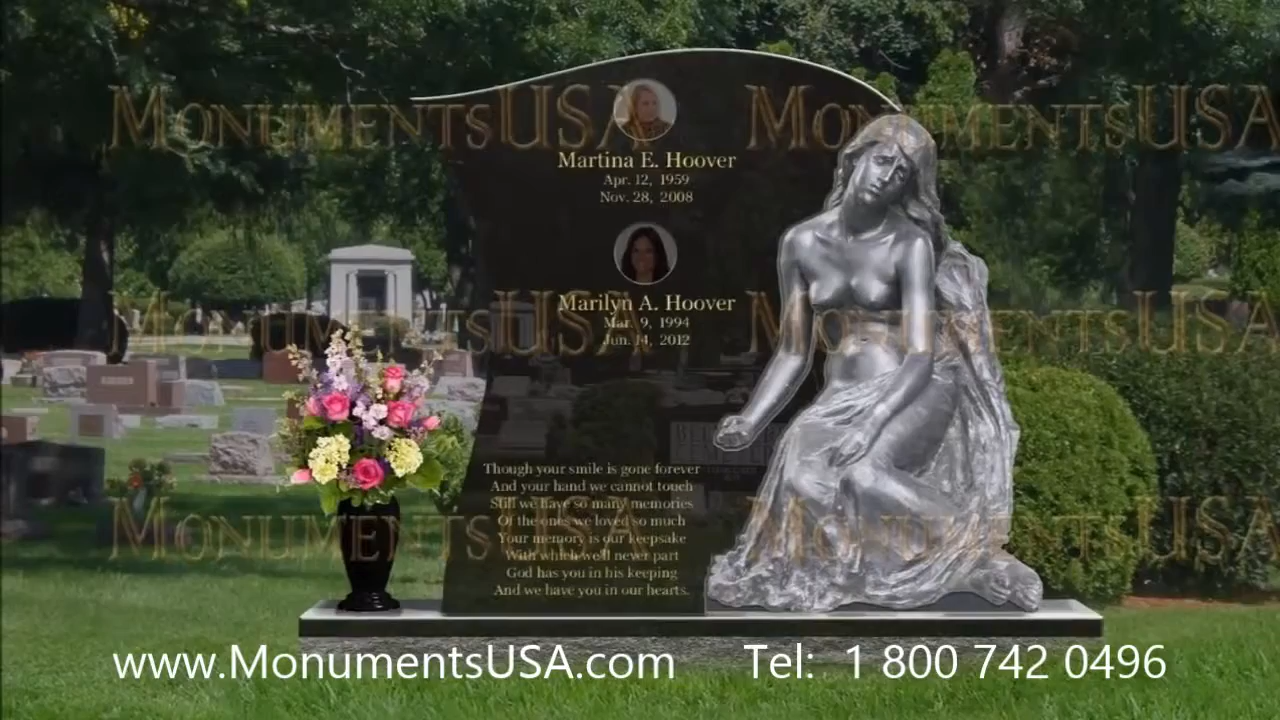 MonumentsUSA MonumentsUSA
Martina E. Hoover
Apr. 12, 1959
Nov. 28, 2008
Marilyn A. Hoover
MonumentsUSA MonumentsUSA
Mar. 9, 1994
Jun. 14, 2012
Though your smile is gone forever
And your hand we cannot touch
Still we have so many memories
Of the ones we loved so much
MonumentsUSA MonumentsUSA
Your memory is our keepsake
With which we'll never part
God has you in his keeping
And we have you in our hearts.
www.MonumentsUSA.com Tel: 1 800 742 0496